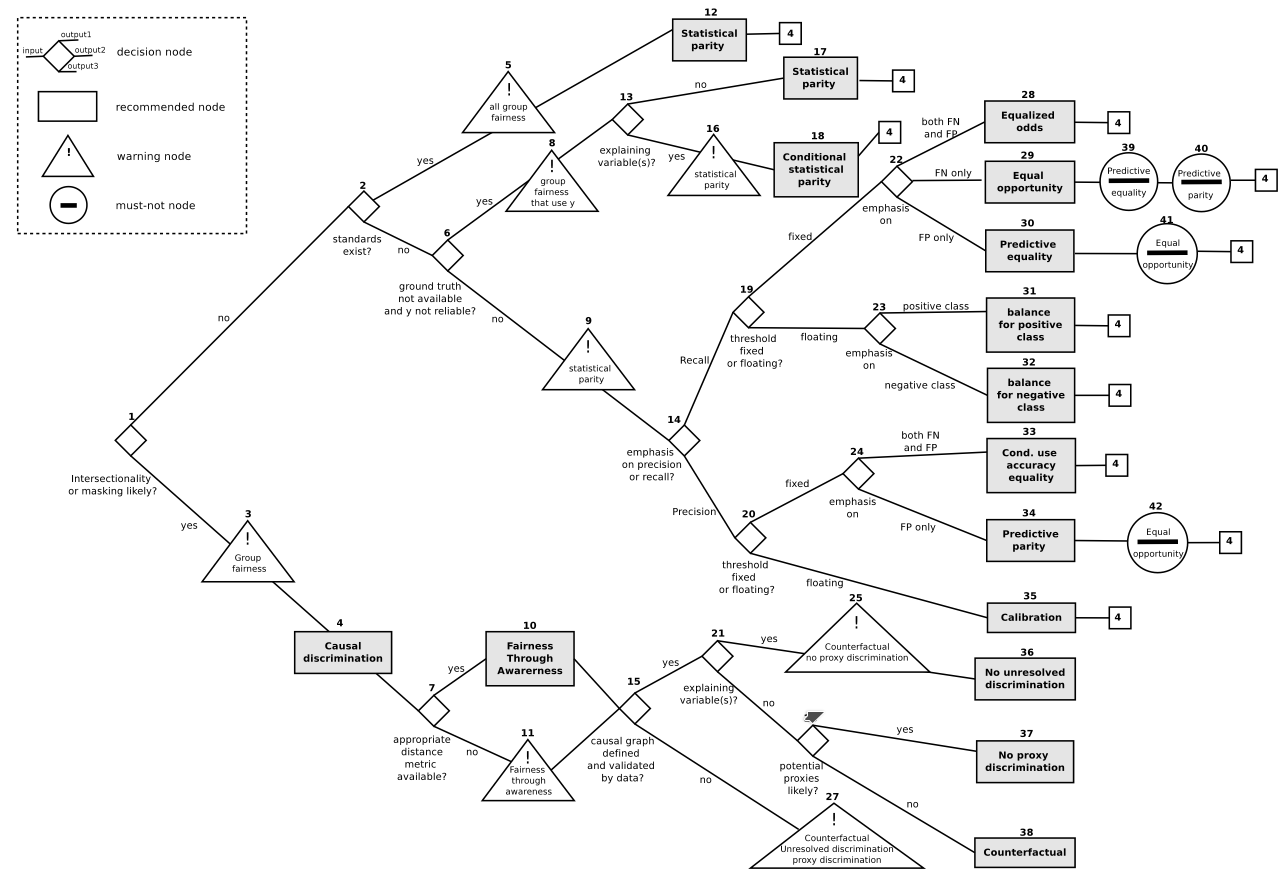 input
output1
output2
output3
decision node
recommended node
!
warning node
must-not node
1
Intersectionality
or masking likely?
no
yes
2
standards
exist?
yes
no
3
!
Group
fairness
4
Causal
discrimination
5
!
all group
fairness
6
ground truth
not available
and y not reliable?
yes
no
7
appropriate
distance
metric
available?
yes
no
8
!
group
fairness
that use y
9
!
statistical
parity
10
Fairness
Through
Awarerness
11
!
Fairness
through
awareness
12
Statistical
parity
4
13
explaining
variable(s)?
no
yes
14
emphasis
on precision
or recall?
Recall
Precision
15
causal graph
defined
and validated
by data?
yes
no
16
!
statistical
parity
17
Statistical
parity
4
18
Conditional
statistical
parity
4
19
threshold
fixed
or floating?
fixed
floating
20
threshold
fixed
or floating?
fixed
floating
21
explaining
variable(s)?
yes
no
22
emphasis
on
both FN
and FP
FN only
FP only
23
emphasis
on
positive class
negative class
24
emphasis
on
both FN
and FP
FP only
25
!
Counterfactual
no proxy discrimination
potential
proxies
likely?
yes
no
27
!
Counterfactual
Unresolved discrimination
proxy discrimination
28
Equalized
odds
4
29
Equal
opportunity
39
Predictive
equality
40
Predictive
parity
4
30
Predictive
equality
41
Equal
opportunity
4
31
balance
for positive
class
4
32
balance
for negative
class
4
33
Cond. use
accuracy
equality
4
34
Predictive
parity
42
Equal
opportunity
4
35
Calibration
4
36
No unresolved
discrimination
37
No proxy
discrimination
38
Counterfactual